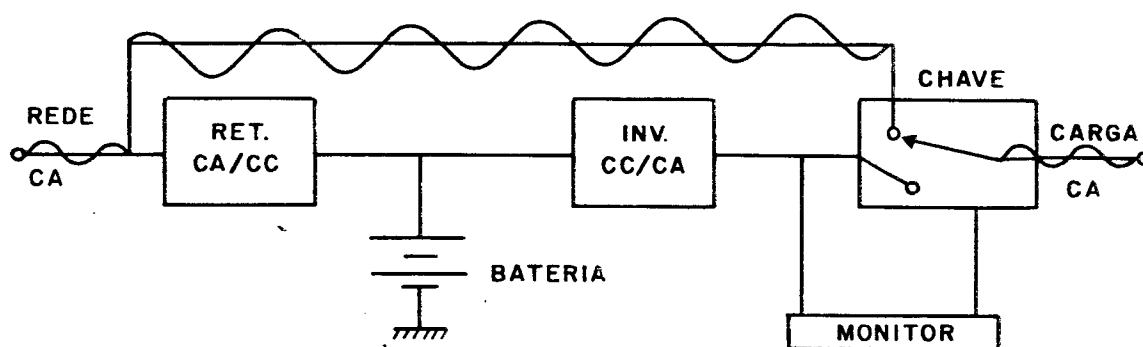 CHAVE
REDE
CA
RET.
CA/CC
INV.
CC/CA
CARGA
CA
BATERIA
MONITOR